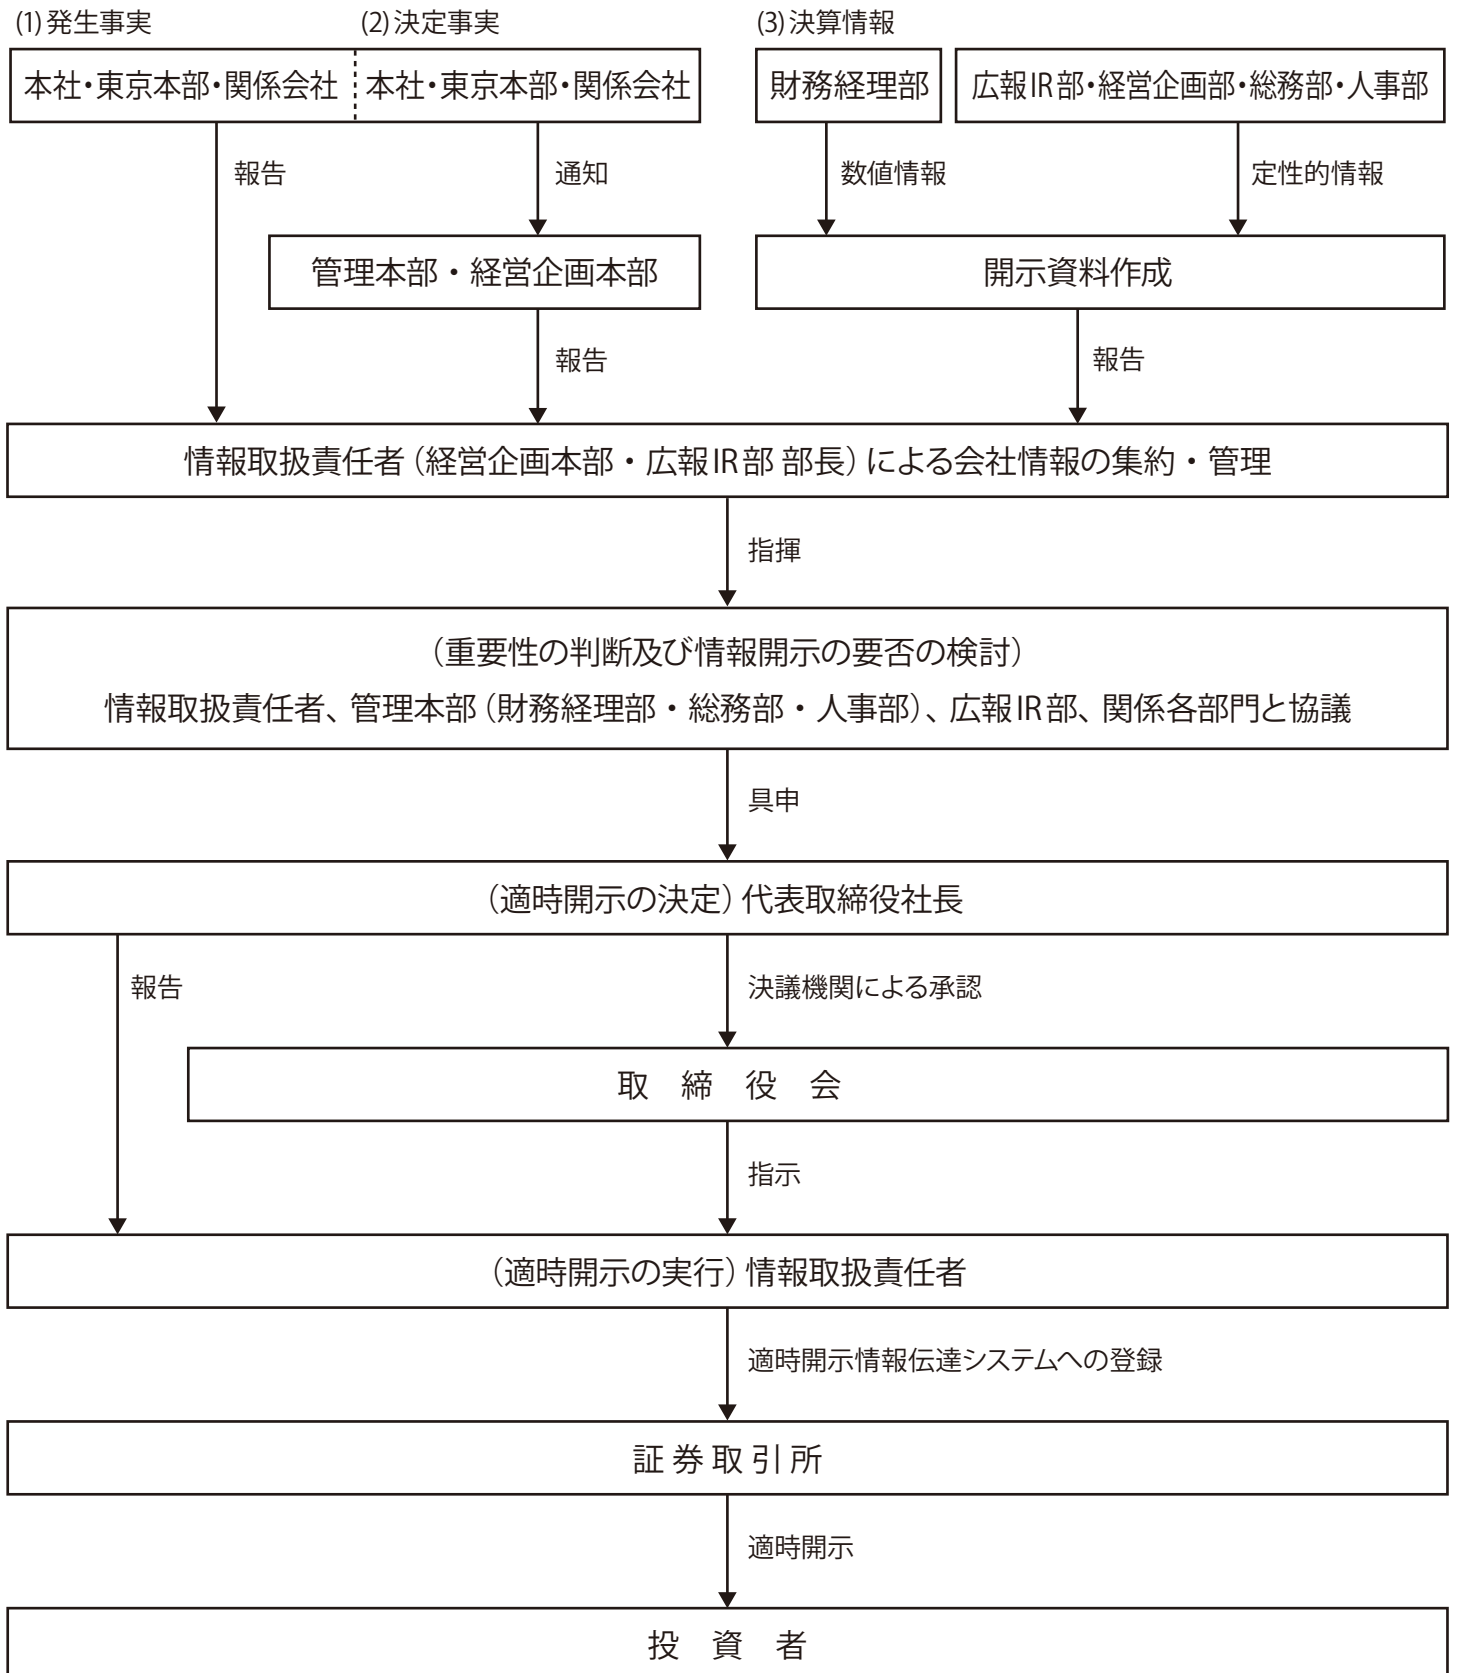 (1)発生事実
(2)決定事実
(3)決算情報
本社・東京本部・関係会社
本社・東京本部・関係会社
財務経理部
広報IR部・経営企画部・総務部・人事部
報告
通知
数値情報
定性的情報
管理本部・経営企画本部
開示資料作成
報告
報告
情報取扱責任者（経営企画本部・広報IR部 部長）による会社情報の集約・管理
指揮
（重要性の判断及び情報開示の要否の検討）
情報取扱責任者、管理本部（財務経理部・総務部・人事部）、広報IR部、関係各部門と協議
具申
（適時開示の決定）代表取締役社長
報告
決議機関による承認
取　締　役　会
指示
（適時開示の実行）情報取扱責任者
適時開示情報伝達システムへの登録
証 券 取 引 所
適時開示
投　資　者